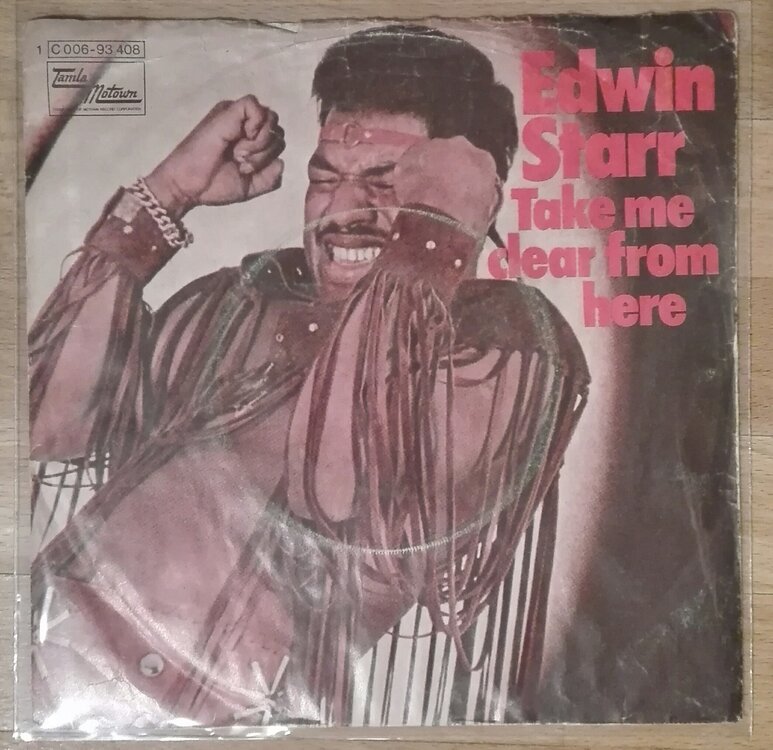 1 C 006-93 408
Tamla
Motown
Edwin
Starr
Take me
clear from
here